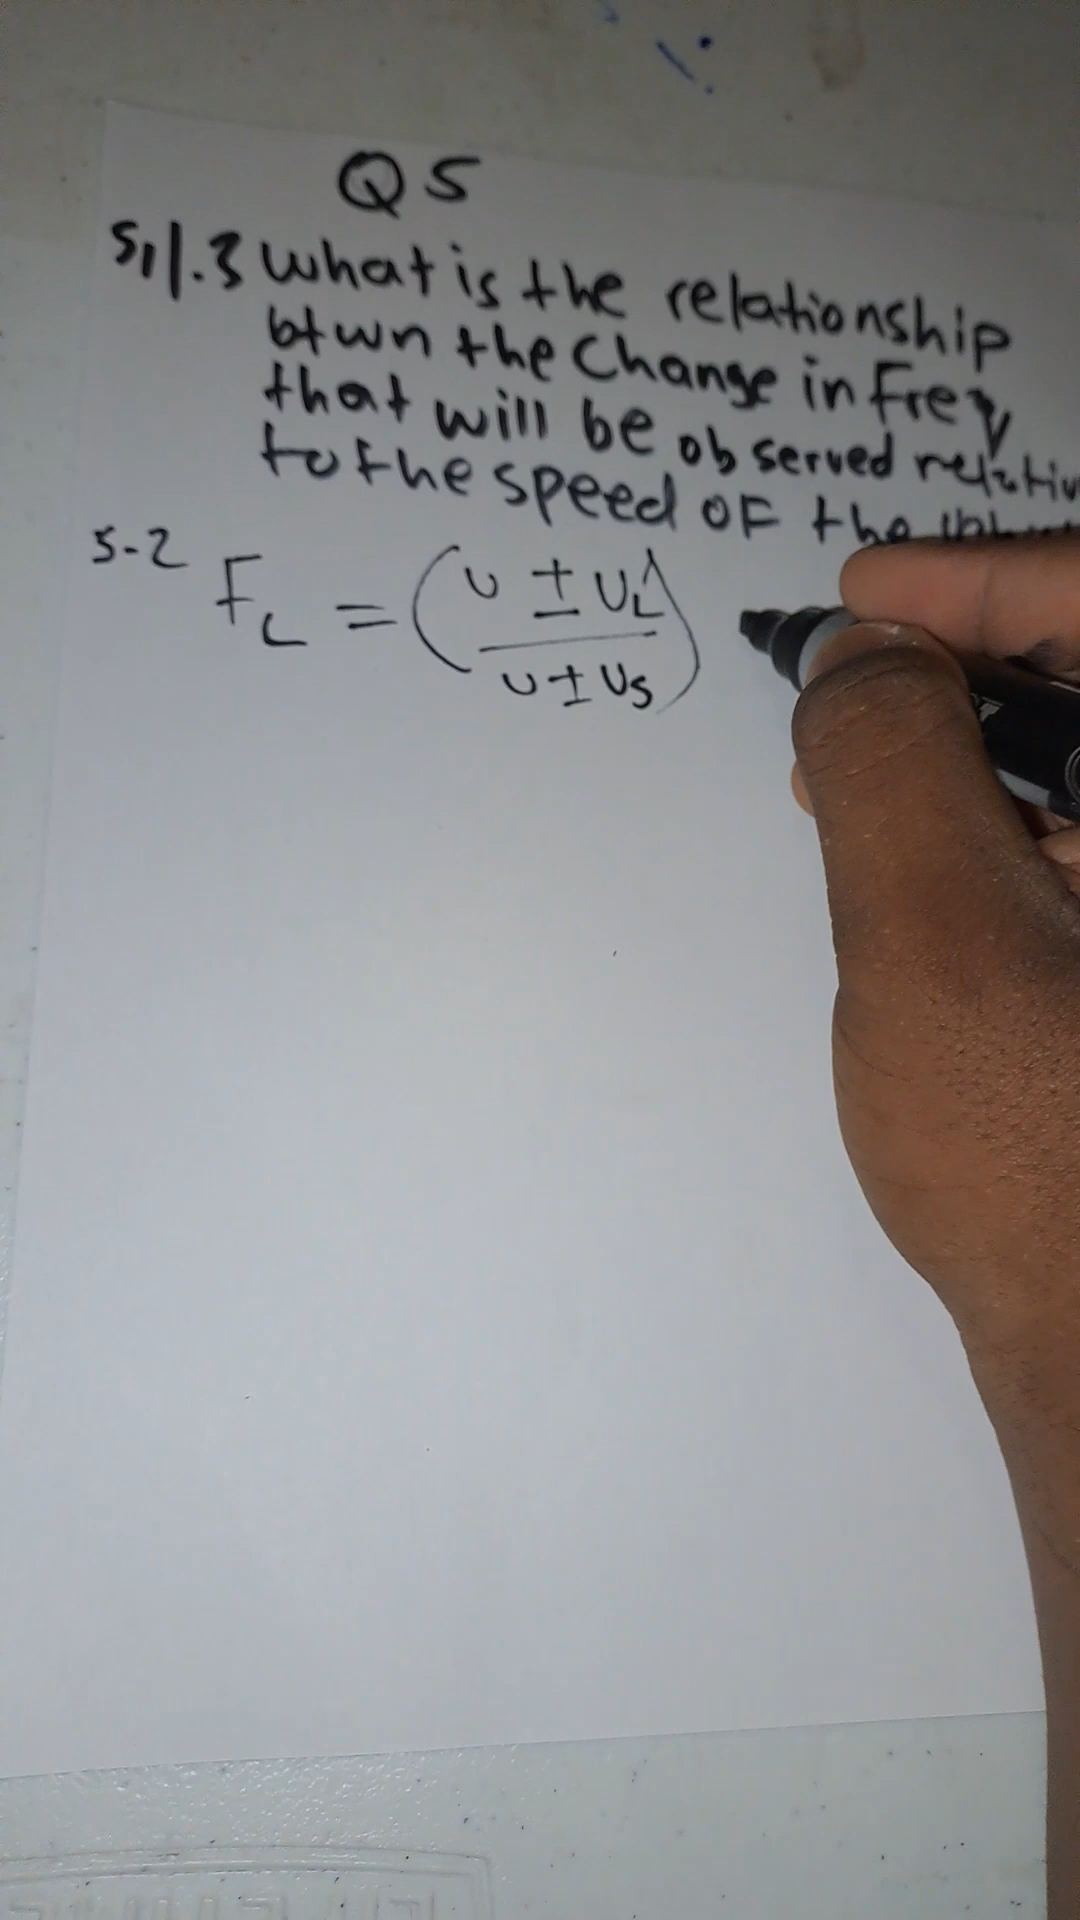 Q5
5.1.3 What is the relationship
btwn the Change in Freq
that will be observed relative
to the speed of the
5-2 FL = (v ± vL / v ± vs)